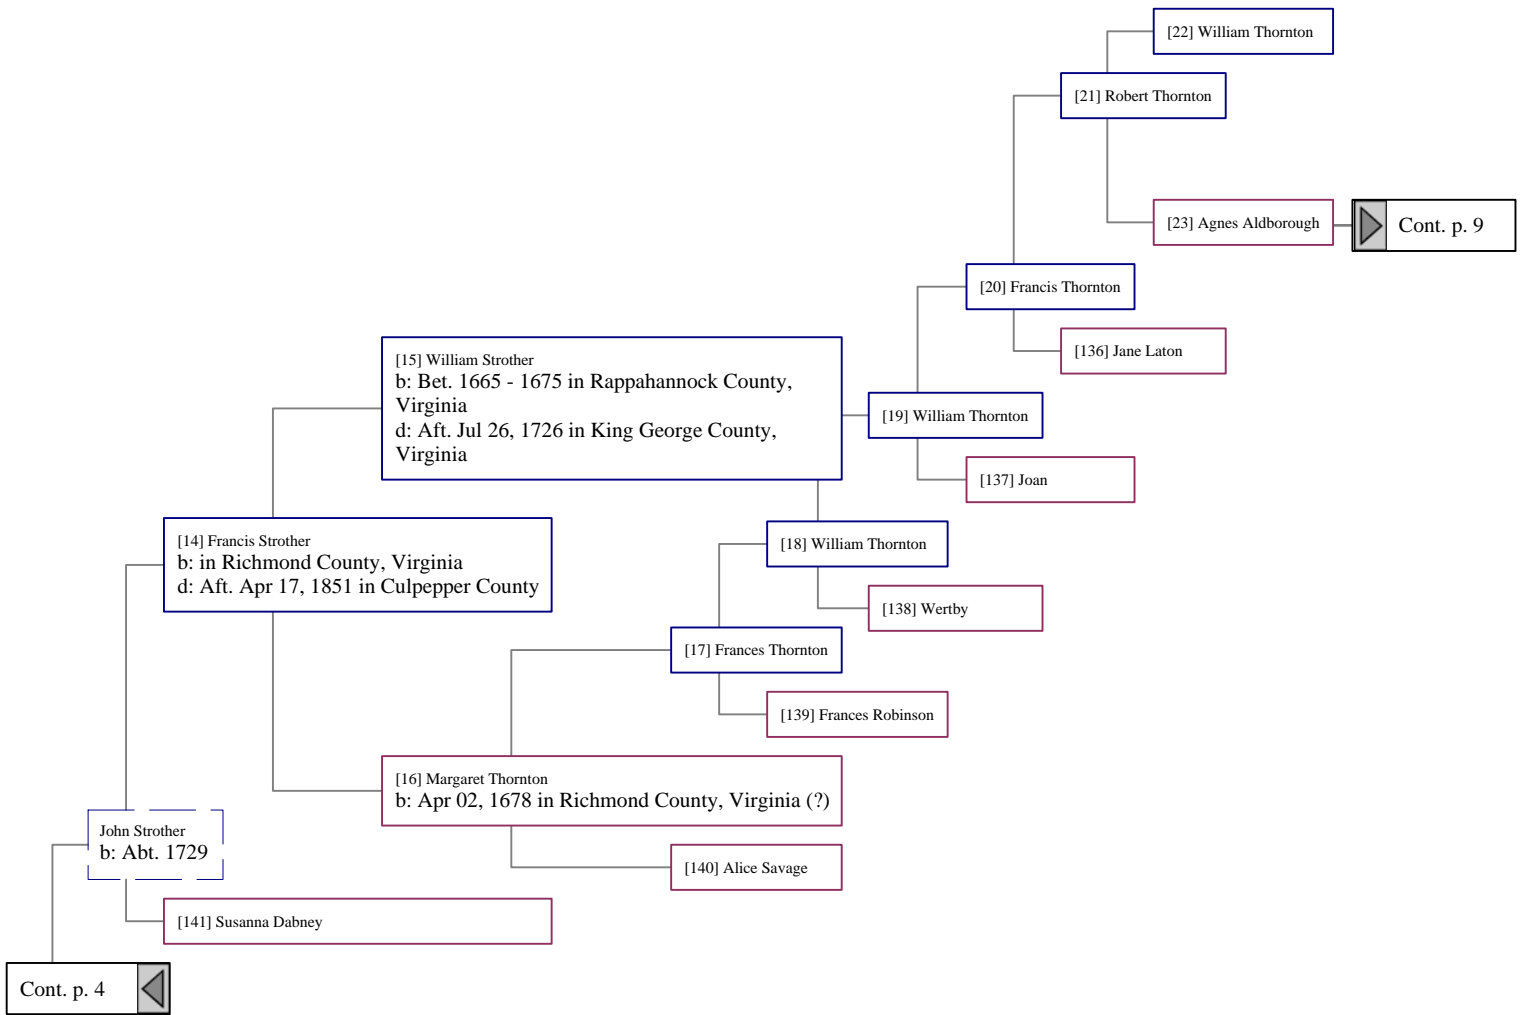 [22] William Thornton
[21] Robert Thornton
[23] Agnes Aldborough
Cont. p. 9
[20] Francis Thornton
[136] Jane Laton
[15] William Strother
b: Bet. 1665 - 1675 in Rappahannock County,
Virginia
d: Aft. Jul 26, 1726 in King George County,
Virginia
[19] William Thornton
[137] Joan
[14] Francis Strother
b: in Richmond County, Virginia
d: Aft. Apr 17, 1851 in Culpepper County
[18] William Thornton
[138] Wertby
[17] Frances Thornton
[139] Frances Robinson
[16] Margaret Thornton
b: Apr 02, 1678 in Richmond County, Virginia (?)
John Strother
b: Abt. 1729
[140] Alice Savage
[141] Susanna Dabney
Cont. p. 4